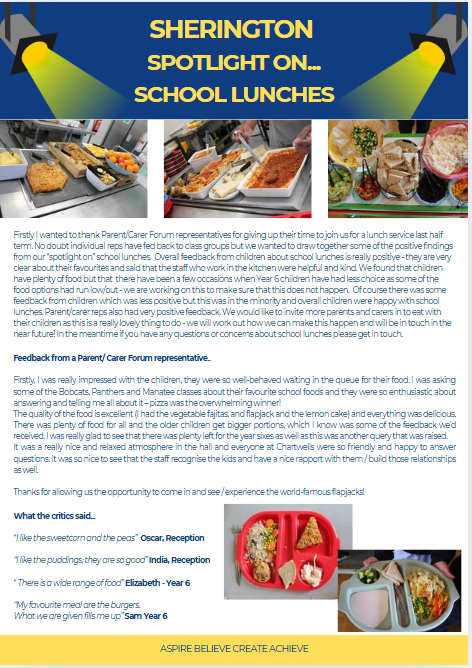 SHERINGTON
SPOTLIGHT ON...
SCHOOL LUNCHES
Firstly I wanted to thank Parent/Carer Forum representatives for giving up their time to join us for a lunch service last half
term. No doubt individual reps have fed back to class groups but we wanted to draw together some of the positive findings
from our "spotlight on" school lunches. Overall feedback from children about school lunches is really positive - they are very
clear about their favourites and said that the staff who work in the kitchen were helpful and kind. We found that children
have plenty of food but that there have been a few occasions when Year 6 children have had less choice as some of the
food options had run low/out - we are working on this to make sure that this does not happen. Of course there was some
feedback from children which was less positive but this was in the minority and overall children were happy with school
lunches. Parent/carer reps also had very positive feedback. We would like to invite more parents and carers in to eat with
their children as this is a really lovely thing to do - we will work out how we can make this happen and will be in touch in the
near future! In the meantime if you have any questions or concerns about school lunches please get in touch.
Feedback from a Parent/ Carer Forum representative..
Firstly, I was really impressed with the children, they were so well-behaved waiting in the queue for their food. I was asking
some of the Bobcats, Panthers and Manatee classes about their favourite school foods and they were so enthusiastic about
answering and telling me all about it – pizza was the overwhelming winner!
The quality of the food is excellent (I had the vegetable fajitas, and flapjack and the lemon cake) and everything was delicious.
There was plenty of food for all and the older children get bigger portions, which I know was some of the feedback we'd
received. I was really glad to see that there was plenty left for the year sixes as well as this was another query that was raised.
It was a really nice and relaxed atmosphere in the hall and everyone at Chartwells were so friendly and happy to answer
questions. It was so nice to see that the staff recognise the kids and have a nice rapport with them / build those relationships
as well.
Thanks for allowing us the opportunity to come in and see / experience the world-famous flapjacks!
What the critics said...
"I like the sweetcorn and the peas" Oscar, Reception
"I like the puddings; they are so good" India, Reception
" There is a wide range of food" Elizabeth - Year 6
"My favourite meal are the burgers.
What we are given fills me up" Sam Year 6
ASPIRE BELIEVE CREATE ACHIEVE